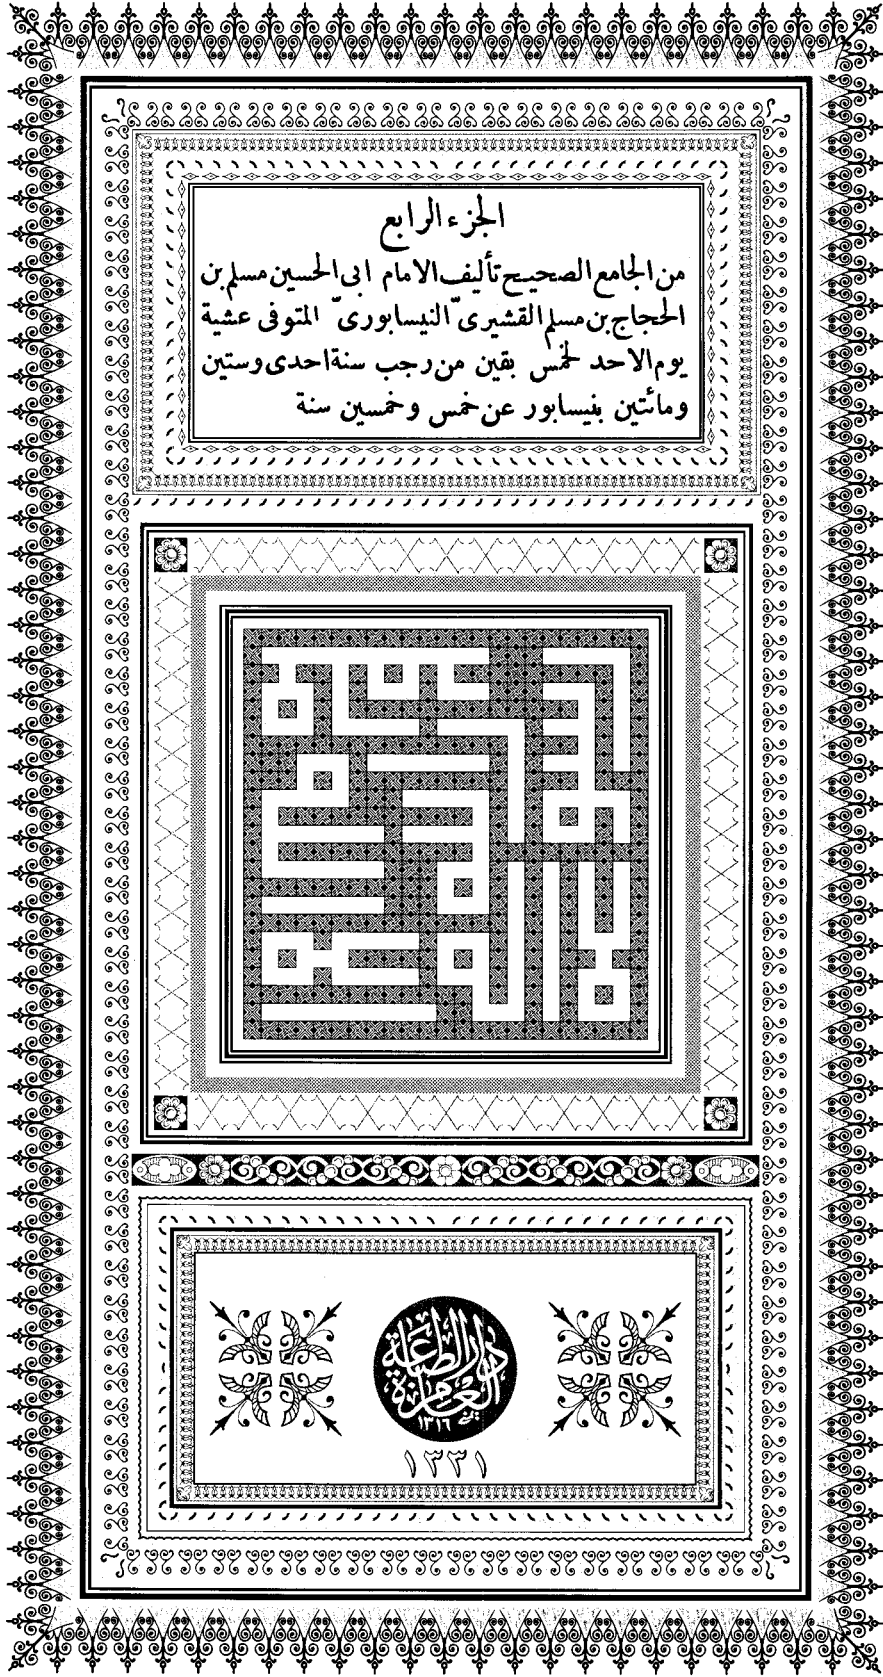 الجزء الرابع
من الجامع الصحيح تأليف الامام ابى الحسين مسلم بن
الحجاج بن مسلم القشيرىّ النيسابورىّ المتوفى عشية
يوم الاحد لخمس بقين من رجب سنة احدى وستين
ومائتين بنيسابور عن خمس وخمسين سنة
دار الطباعة
العامرة
١٣١٦
١٣٣١